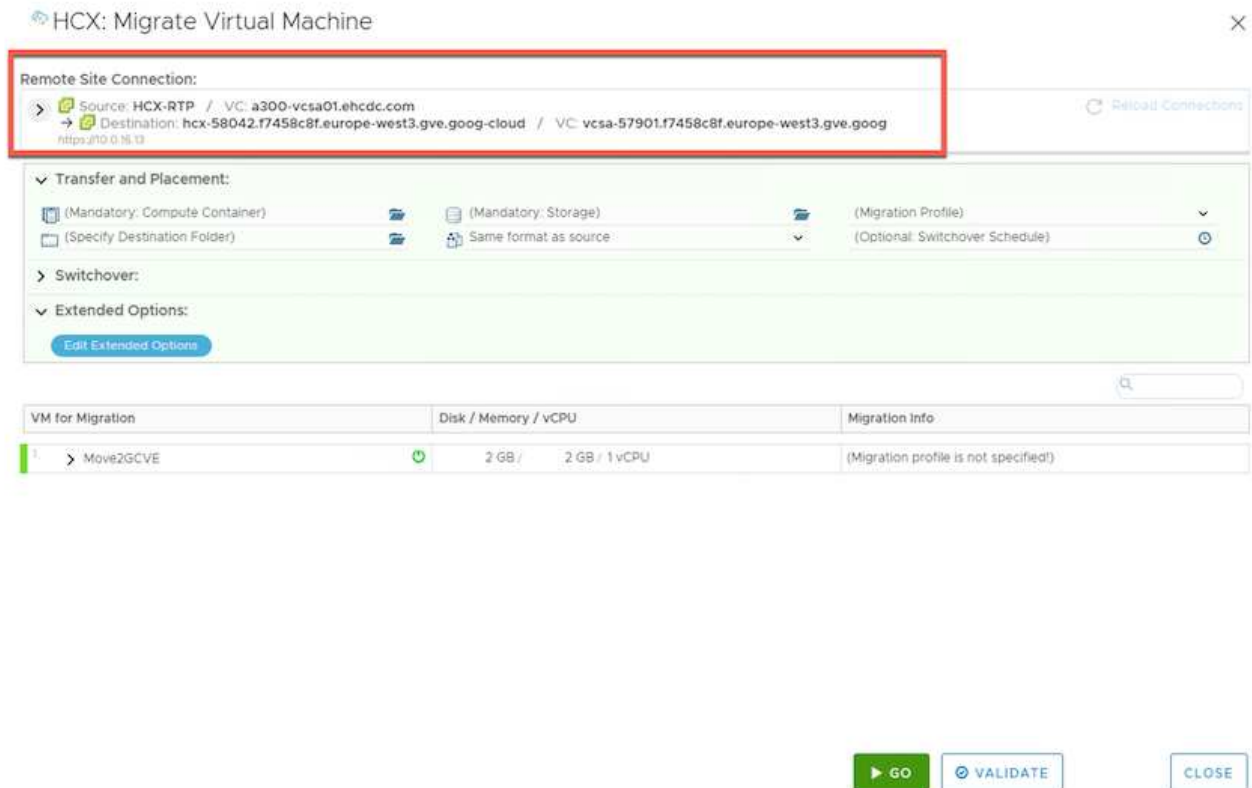 HCX: Migrate Virtual Machine
Remote Site Connection:
Source: HCX-RTP / VC: a300-vcsa01.ehcdc.com
→ Destination: hcx-58042.f7458c8f.europe-west3.gve.goog-cloud / VC: vcsa-57901.f7458c8f.europe-west3.gve.goog
https://10.0.16.13
Reload Connections
Transfer and Placement:
(Mandatory: Compute Container) (Mandatory: Storage) (Migration Profile)
(Specify Destination Folder) Same format as source (Optional: Switchover Schedule)
Switchover:
Extended Options:
Edit Extended Options
VM for Migration Disk / Memory / vCPU Migration Info
1 Move2GCVE 2 GB / 2 GB / 1 vCPU (Migration profile is not specified!)
GO VALIDATE CLOSE